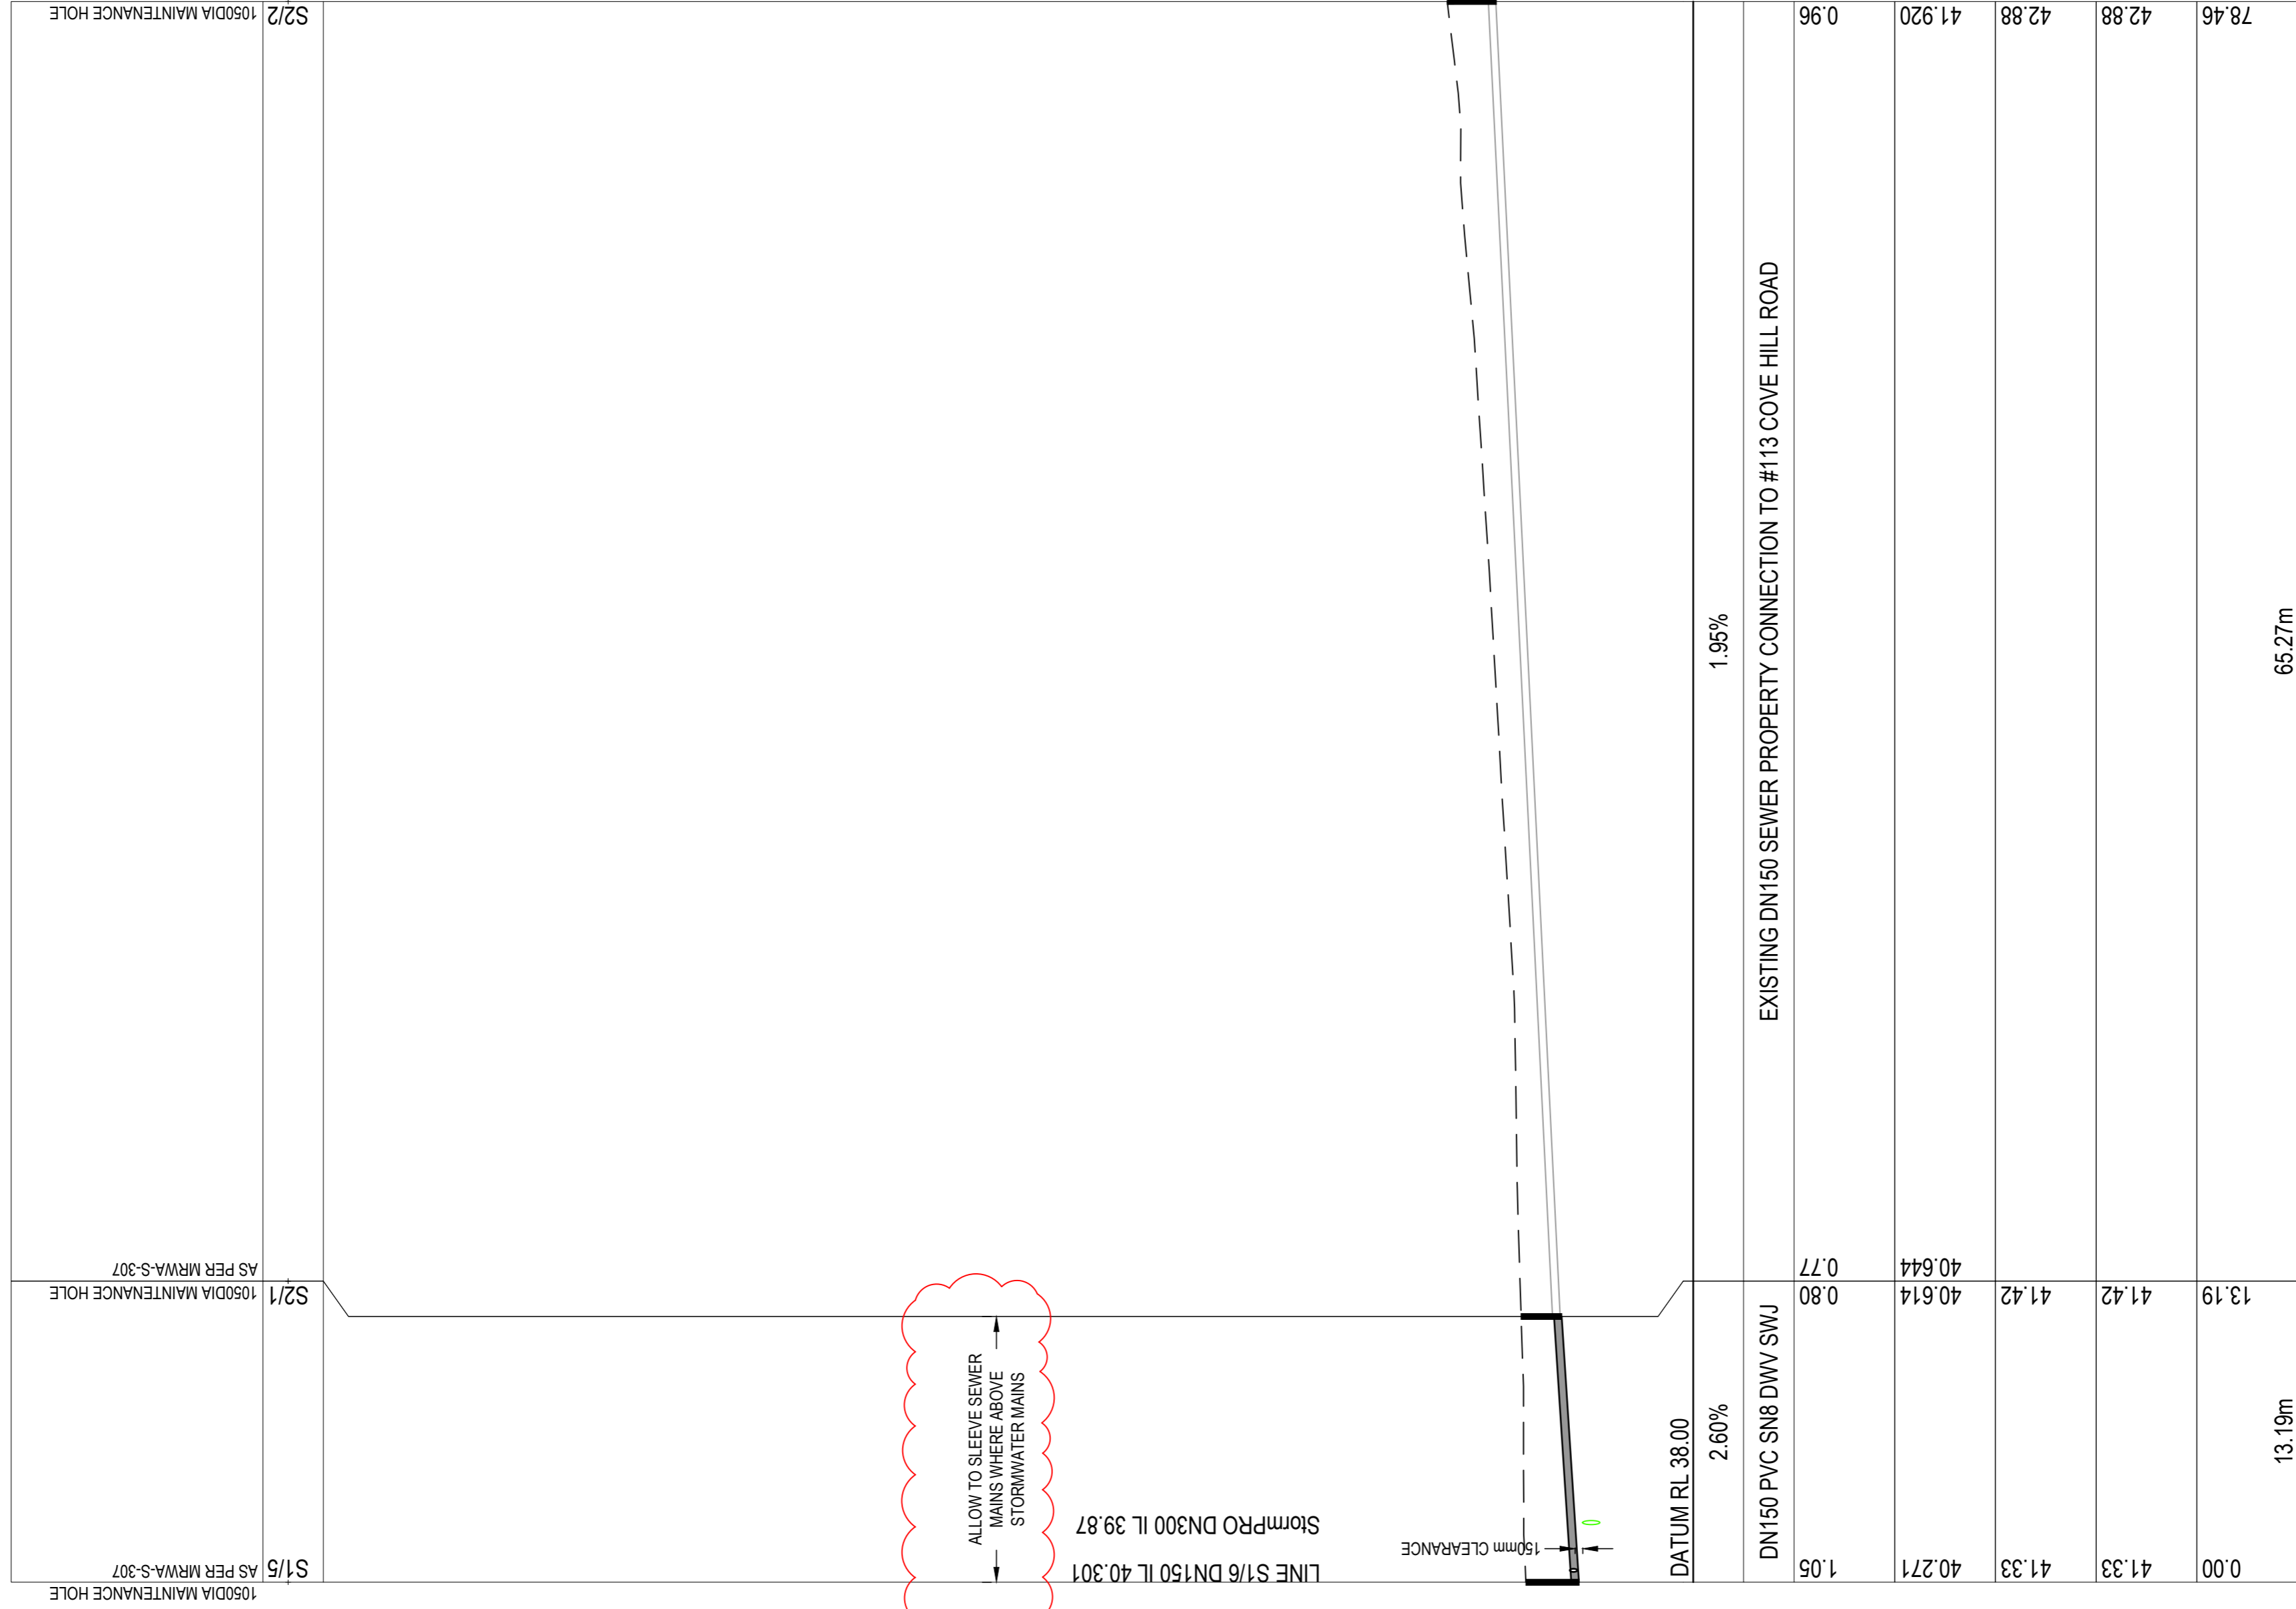 1050DIA MAINTENANCE HOLE
AS PER MRWA-S-307
S1/5
1050DIA MAINTENANCE HOLE
AS PER MRWA-S-307
S2/1
1050DIA MAINTENANCE HOLE
S2/2
ALLOW TO SLEEVE SEWER
MAINS WHERE ABOVE
STORMWATER MAINS
LINE S1/6 DN150 IL 40.301
StormPRO DN300 IL 39.87
150mm CLEARANCE
DATUM RL 38.00
2.60%
1.95%
DN150 PVC SN8 DWV SWJ
EXISTING DN150 SEWER PROPERTY CONNECTION TO #113 COVE HILL ROAD
1.05
0.80
0.77
0.96
40.271
40.614
40.644
41.920
41.33
41.42
42.88
41.33
41.42
42.88
0.00
13.19
78.46
13.19m
65.27m